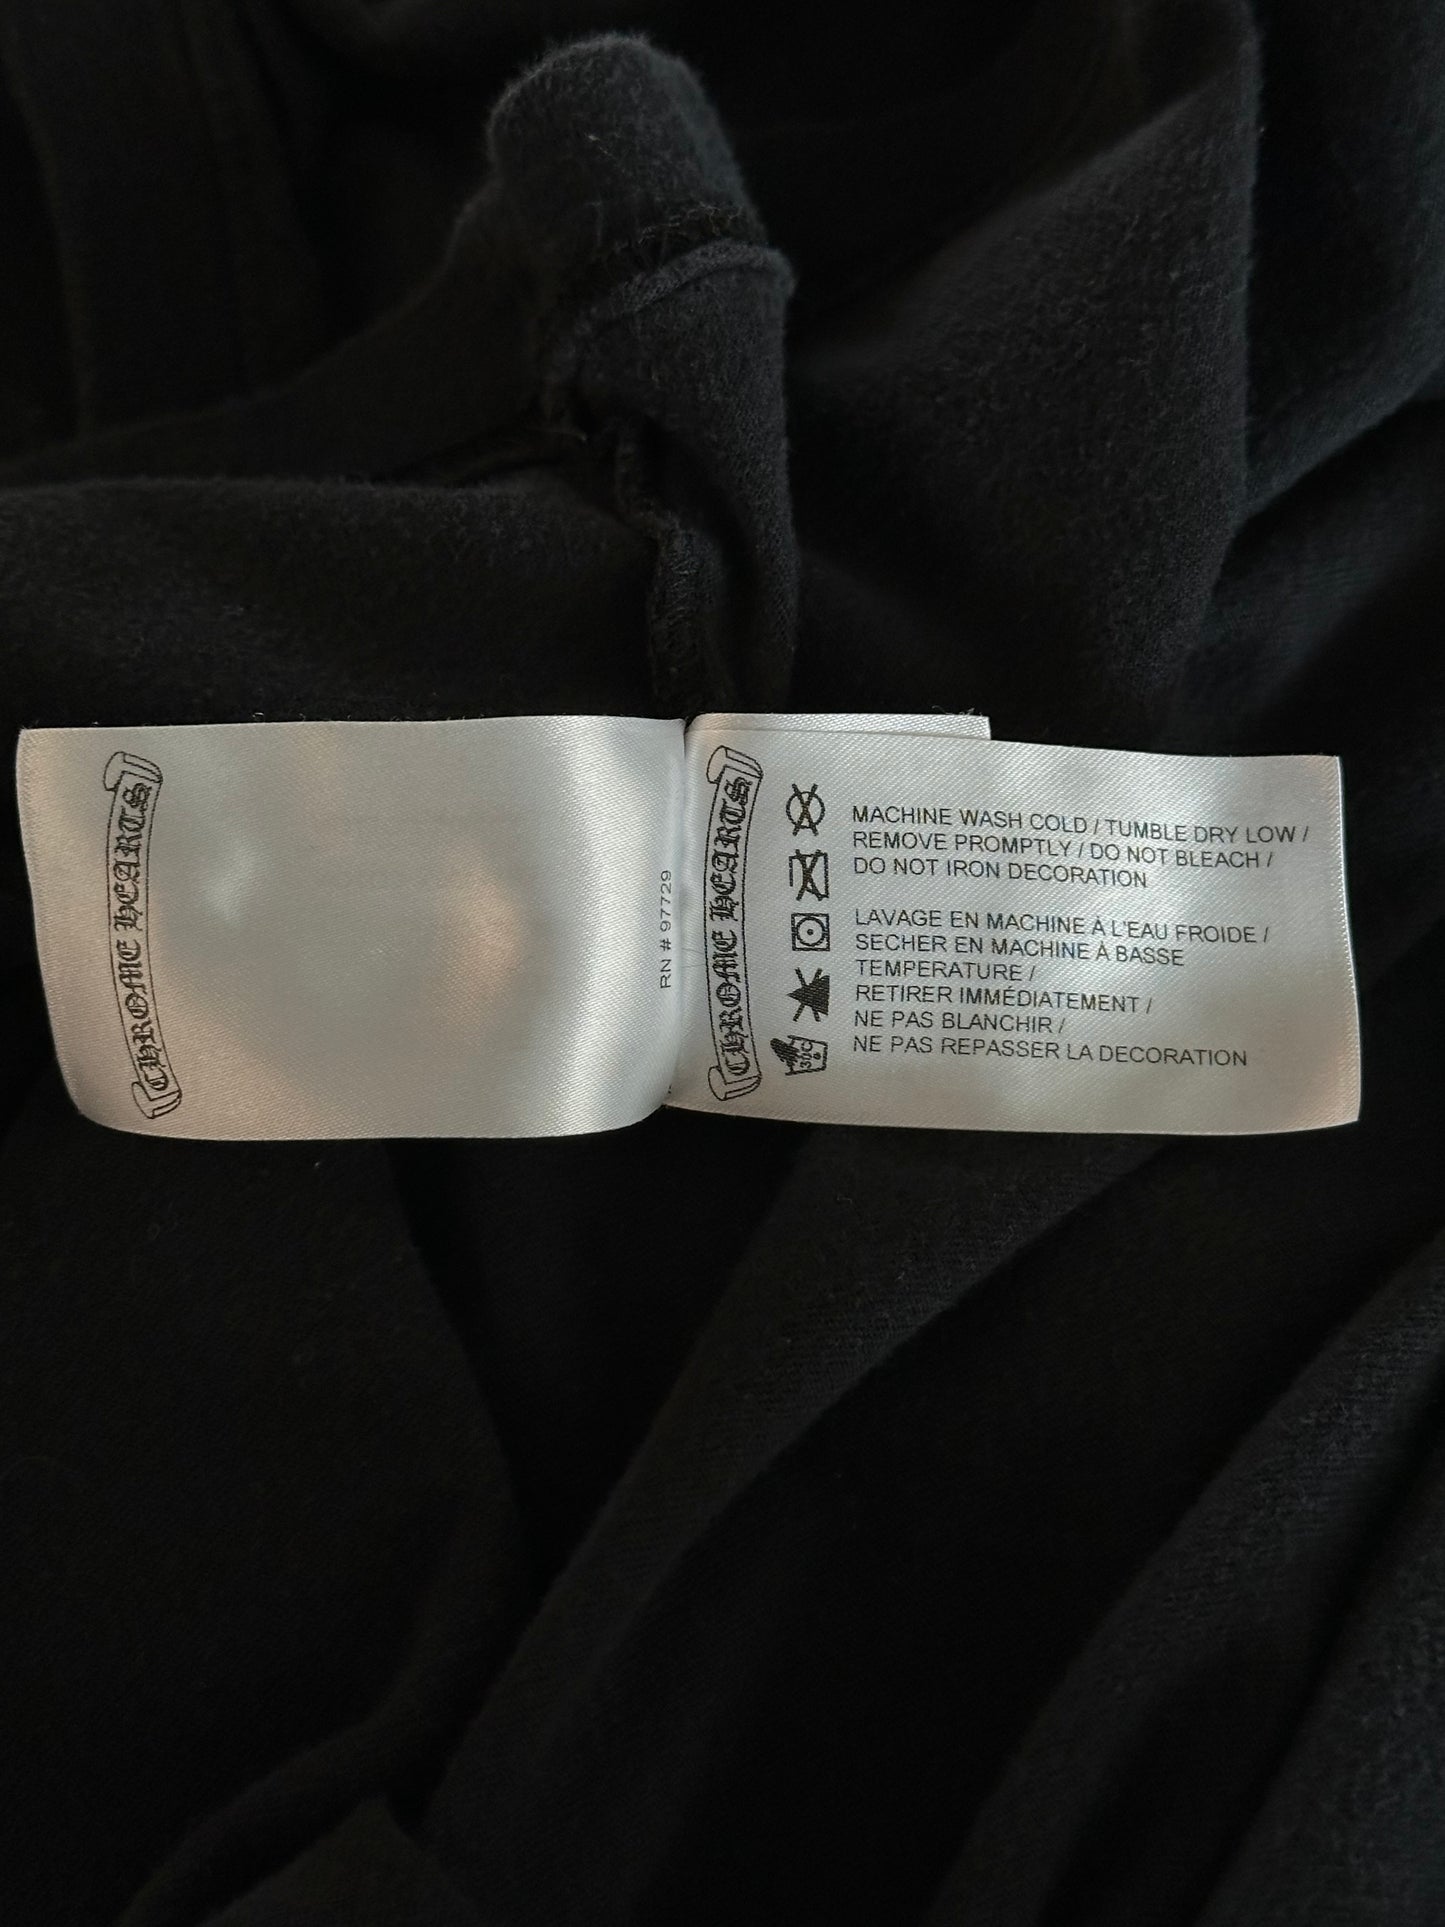 CHROME HEARTS
RN # 97729
CHROME HEARTS
MACHINE WASH COLD / TUMBLE DRY LOW /
REMOVE PROMPTLY / DO NOT BLEACH /
DO NOT IRON DECORATION
LAVAGE EN MACHINE À L'EAU FROIDE /
SECHER EN MACHINE À BASSE
TEMPERATURE /
RETIRER IMMÉDIATEMENT /
NE PAS BLANCHIR /
NE PAS REPASSER LA DECORATION
30C